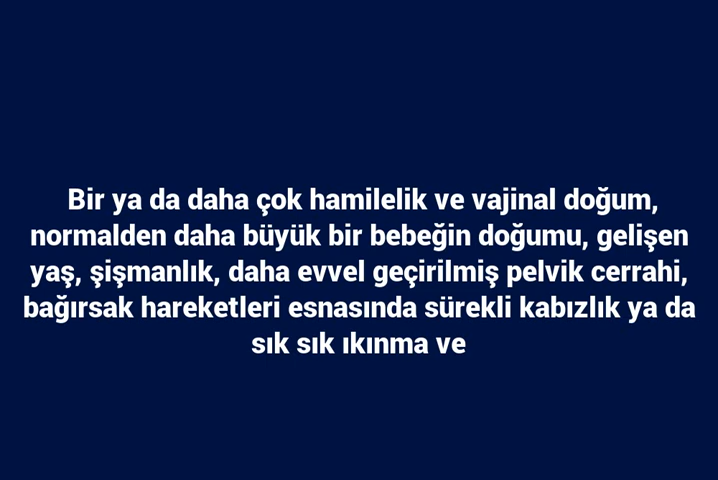 Bir ya da daha çok hamilelik ve vajinal doğum,
normalden daha büyük bir bebeğin doğumu, gelişen
yaş, şişmanlık, daha evvel geçirilmiş pelvik cerrahi,
bağırsak hareketleri esnasında sürekli kabızlık ya da
sık sık ıkınma ve